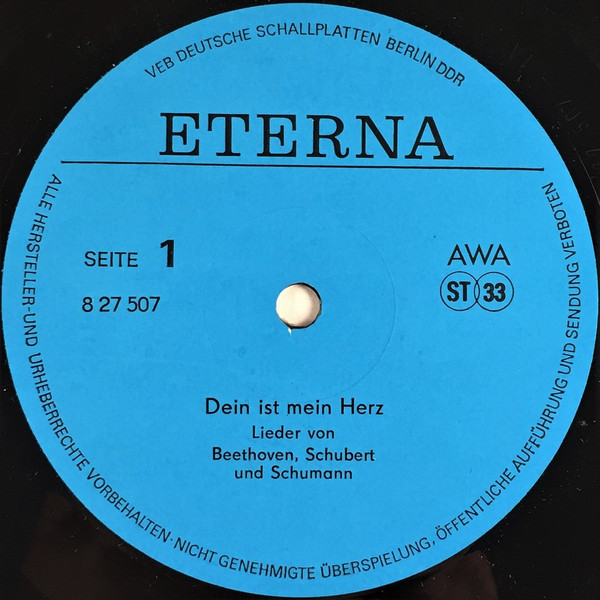 VEB DEUTSCHE SCHALLPLATTEN BERLIN DDR
ETERNA
SEITE 1
AWA
8 27 507
ST 33
Dein ist mein Herz
Lieder von
Beethoven, Schubert
und Schumann
ALLE HERSTELLER-UND URHEBERRECHTE VORBEHALTEN·NICHT GENEHMIGTE ÜBERSPIELUNG, ÖFFENTLICHE AUFFÜHRUNG UND SENDUNG VERBOTEN